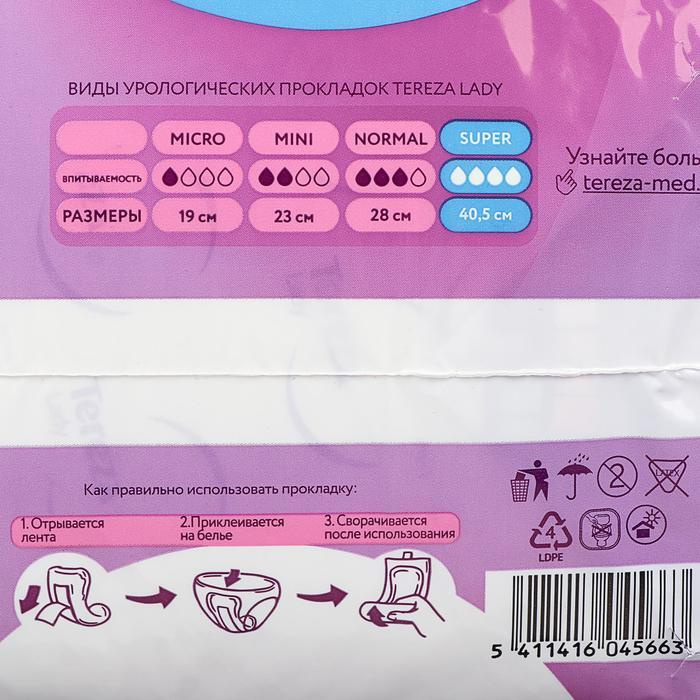 ВИДЫ УРОЛОГИЧЕСКИХ ПРОКЛАДОК TEREZA LADY
MICRO MINI NORMAL SUPER
ВПИТЫВАЕМОСТЬ
РАЗМЕРЫ 19 см 23 см 28 см 40,5 см
Узнайте боль
tereza-med.
Как правильно использовать прокладку:
1. Отрывается лента
2.Приклеивается на белье
3. Сворачивается после использования
2
LATEX
4
LDPE
5 411416 045663